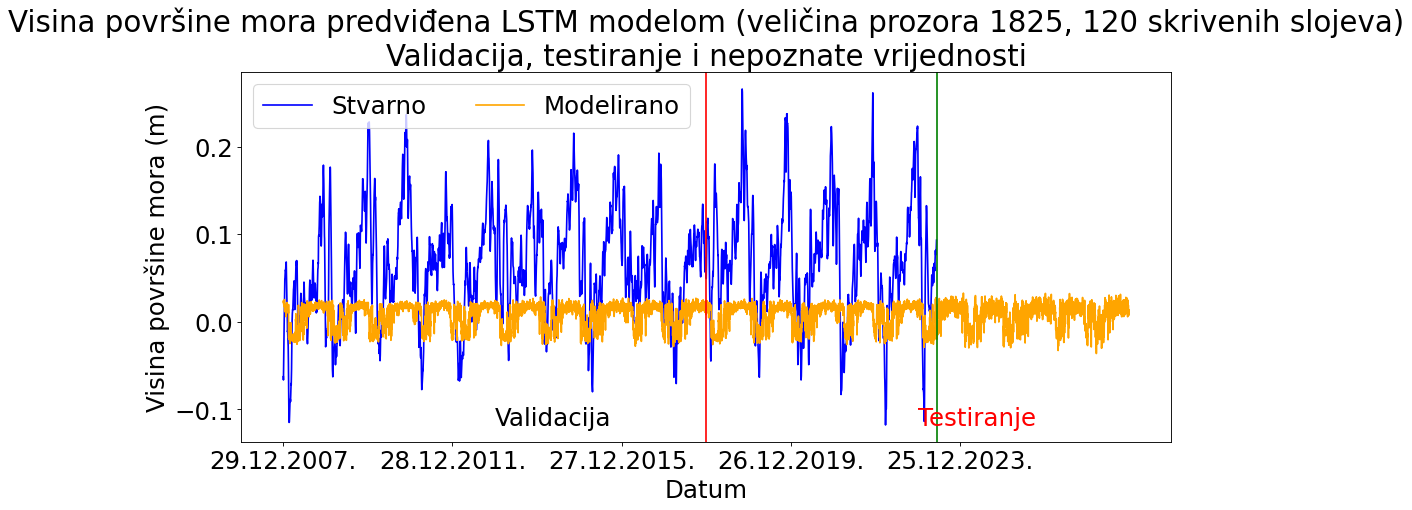 Visina površine mora predviđena LSTM modelom (veličina prozora 1825, 120 skrivenih slojeva)
Validacija, testiranje i nepoznate vrijednosti
Stvarno
Modelirano
Visina površine mora (m)
0.2
0.1
0.0
−0.1
Validacija
Testiranje
29.12.2007.
28.12.2011.
27.12.2015.
26.12.2019.
25.12.2023.
Datum